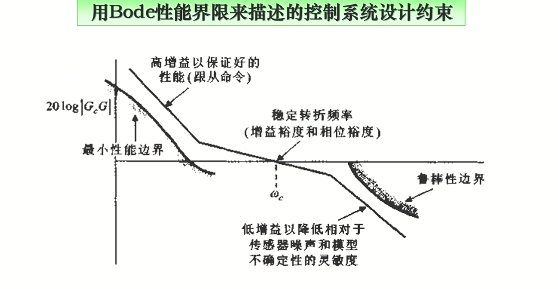 用Bode性能界限来描述的控制系统设计约束
高增益以保证好的
性能(跟从命令)
20log|G_cG|
稳定转折频率
(增益裕度和相位裕度)
最小性能边界
鲁棒性边界
ω_c
低增益以降低相对于
传感器噪声和模型
不确定性的灵敏度